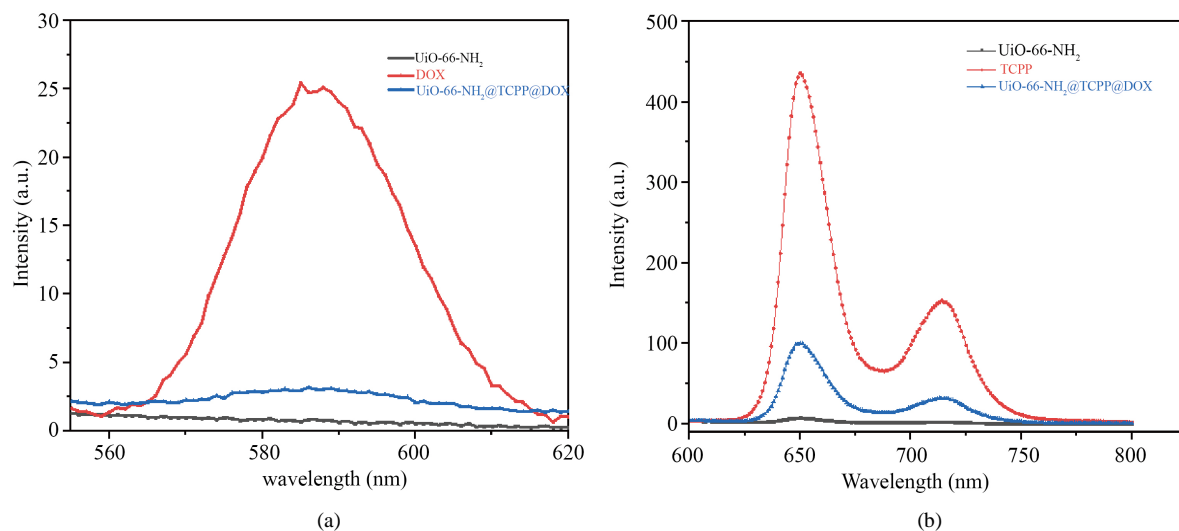 30
25
20
15
10
5
0
Intensity (a.u.)
560
580
600
620
wavelength (nm)
UiO-66-NH₂
DOX
UiO-66-NH₂@TCPP@DOX
(a)
500
400
300
200
100
0
Intensity (a.u.)
600
650
700
750
800
Wavelength (nm)
UiO-66-NH₂
TCPP
UiO-66-NH₂@TCPP@DOX
(b)